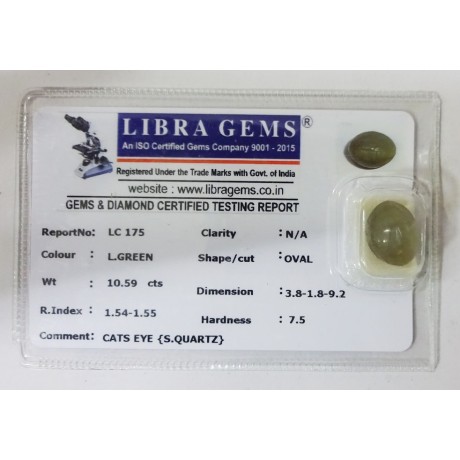 LIBRA GEMS®
An ISO Certified Gems Company 9001 - 2015
Registered Under the Trade Marks with Govt. of India
website : www.libragems.co.in
GEMS & DIAMOND CERTIFIED TESTING REPORT
ReportNo: LC 175 Clarity : N/A
Colour : L.GREEN Shape/cut : OVAL
Wt : 10.59 cts Dimension : 3.8-1.8-9.2
R.Index : 1.54-1.55 Hardness : 7.5
Comment: CATS EYE {S.QUARTZ}